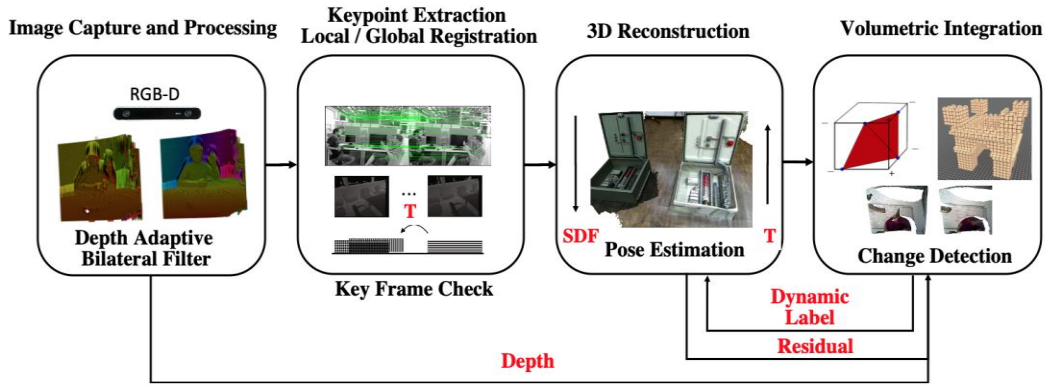 Image Capture and Processing
Keypoint Extraction
Local / Global Registration
3D Reconstruction
Volumetric Integration
RGB-D
Depth Adaptive
Bilateral Filter
...
T
Key Frame Check
SDF
T
Pose Estimation
Change Detection
Dynamic
Label
Residual
Depth